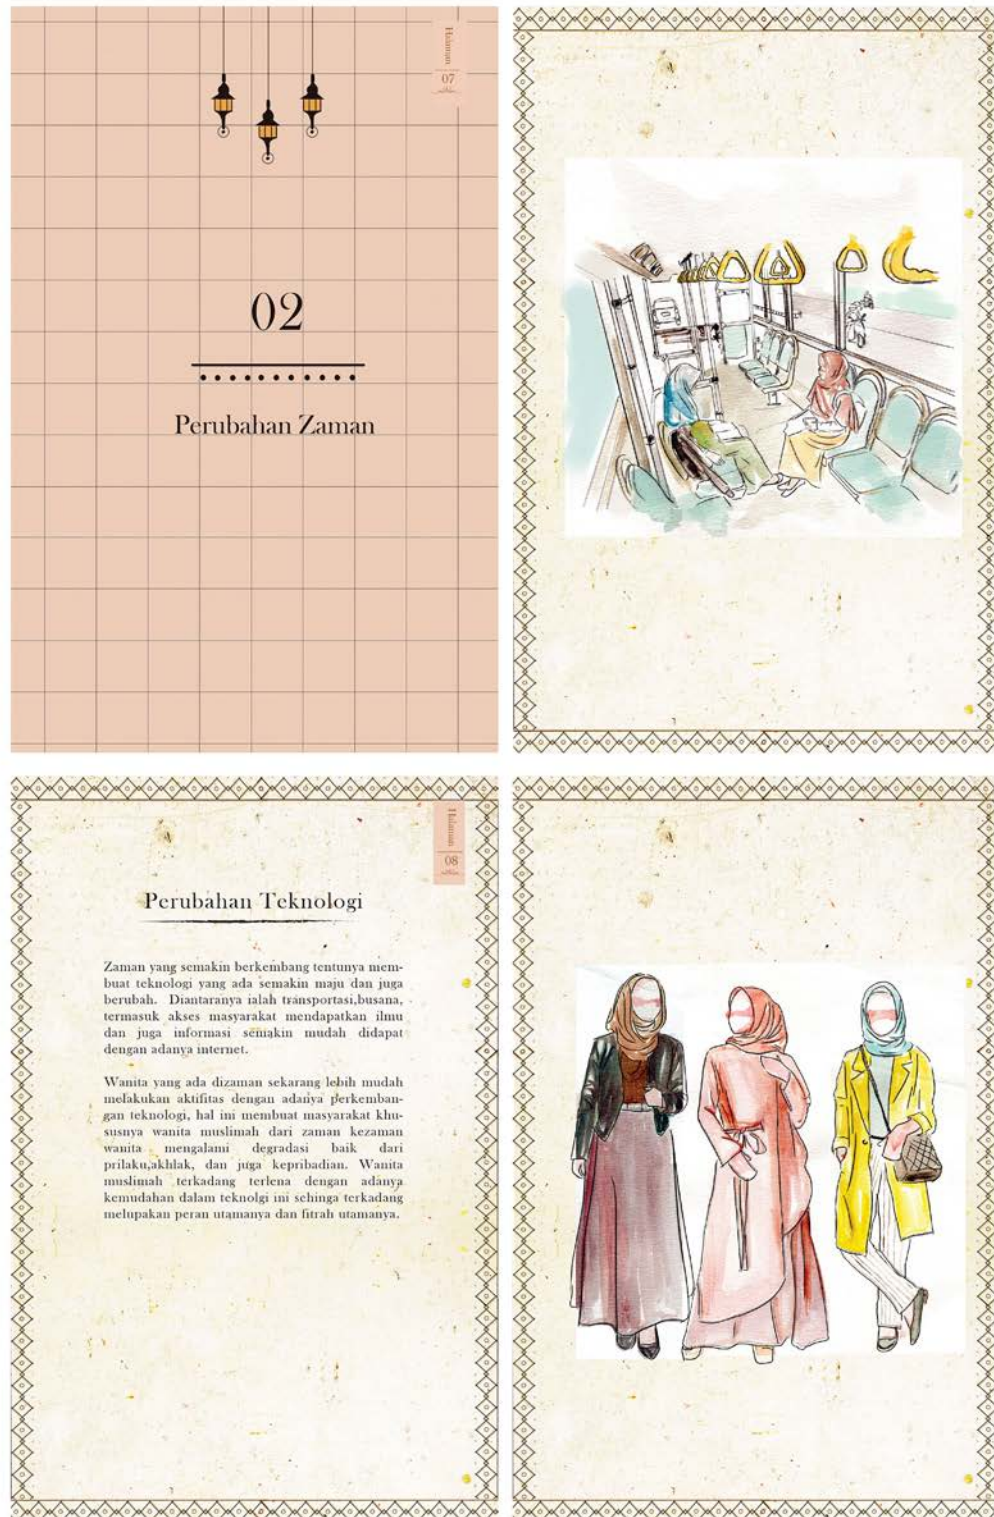 Halaman
07
02
Perubahan Zaman
Halaman
08
Perubahan Teknologi
Zaman yang semakin berkembang tentunya mem-
buat teknologi yang ada semakin maju dan juga
berubah. Diantaranya ialah transportasi,busana,
termasuk akses masyarakat mendapatkan ilmu
dan juga informasi semakin mudah didapat
dengan adanya internet.
Wanita yang ada dizaman sekarang lebih mudah
melakukan aktifitas dengan adanya perkemban-
gan teknologi, hal ini membuat masyarakat khu-
susnya wanita muslimah dari zaman kezaman
wanita mengalami degradasi baik dari
prilaku,akhlak, dan juga kepribadian. Wanita
muslimah terkadang terlena dengan adanya
kemudahan dalam teknolgi ini sehinga terkadang
melupakan peran utamanya dan fitrah utamanya.